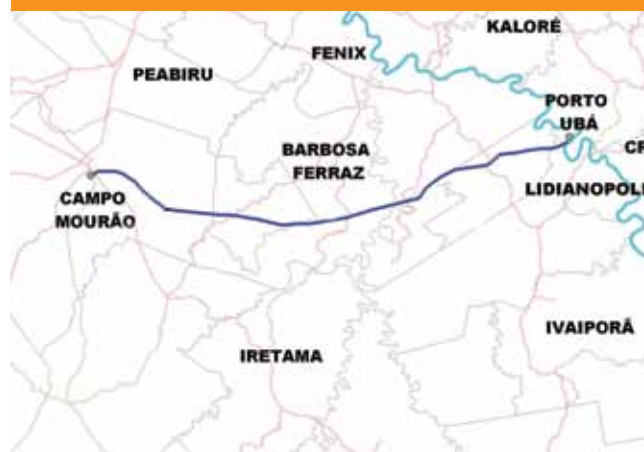 KALORÉ
FENIX
PEABIRU
PORTO
UBÁ
BARBOSA
FERRAZ
CAMPO
MOURÃO
IVAIPORÃ
IRETAMA